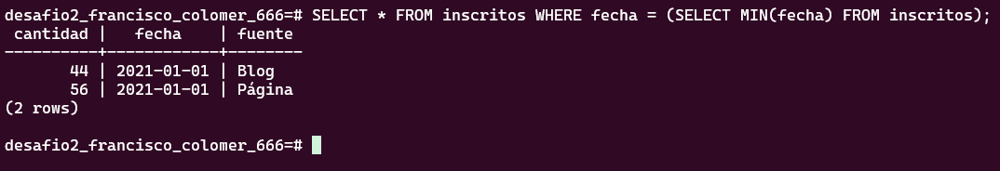 desafio2_francisco_colomer_666=# SELECT * FROM inscritos WHERE fecha = (SELECT MIN(fecha) FROM inscritos);
 cantidad |   fecha    | fuente
----------+------------+--------
       44 | 2021-01-01 | Blog
       56 | 2021-01-01 | Página
(2 rows)

desafio2_francisco_colomer_666=#